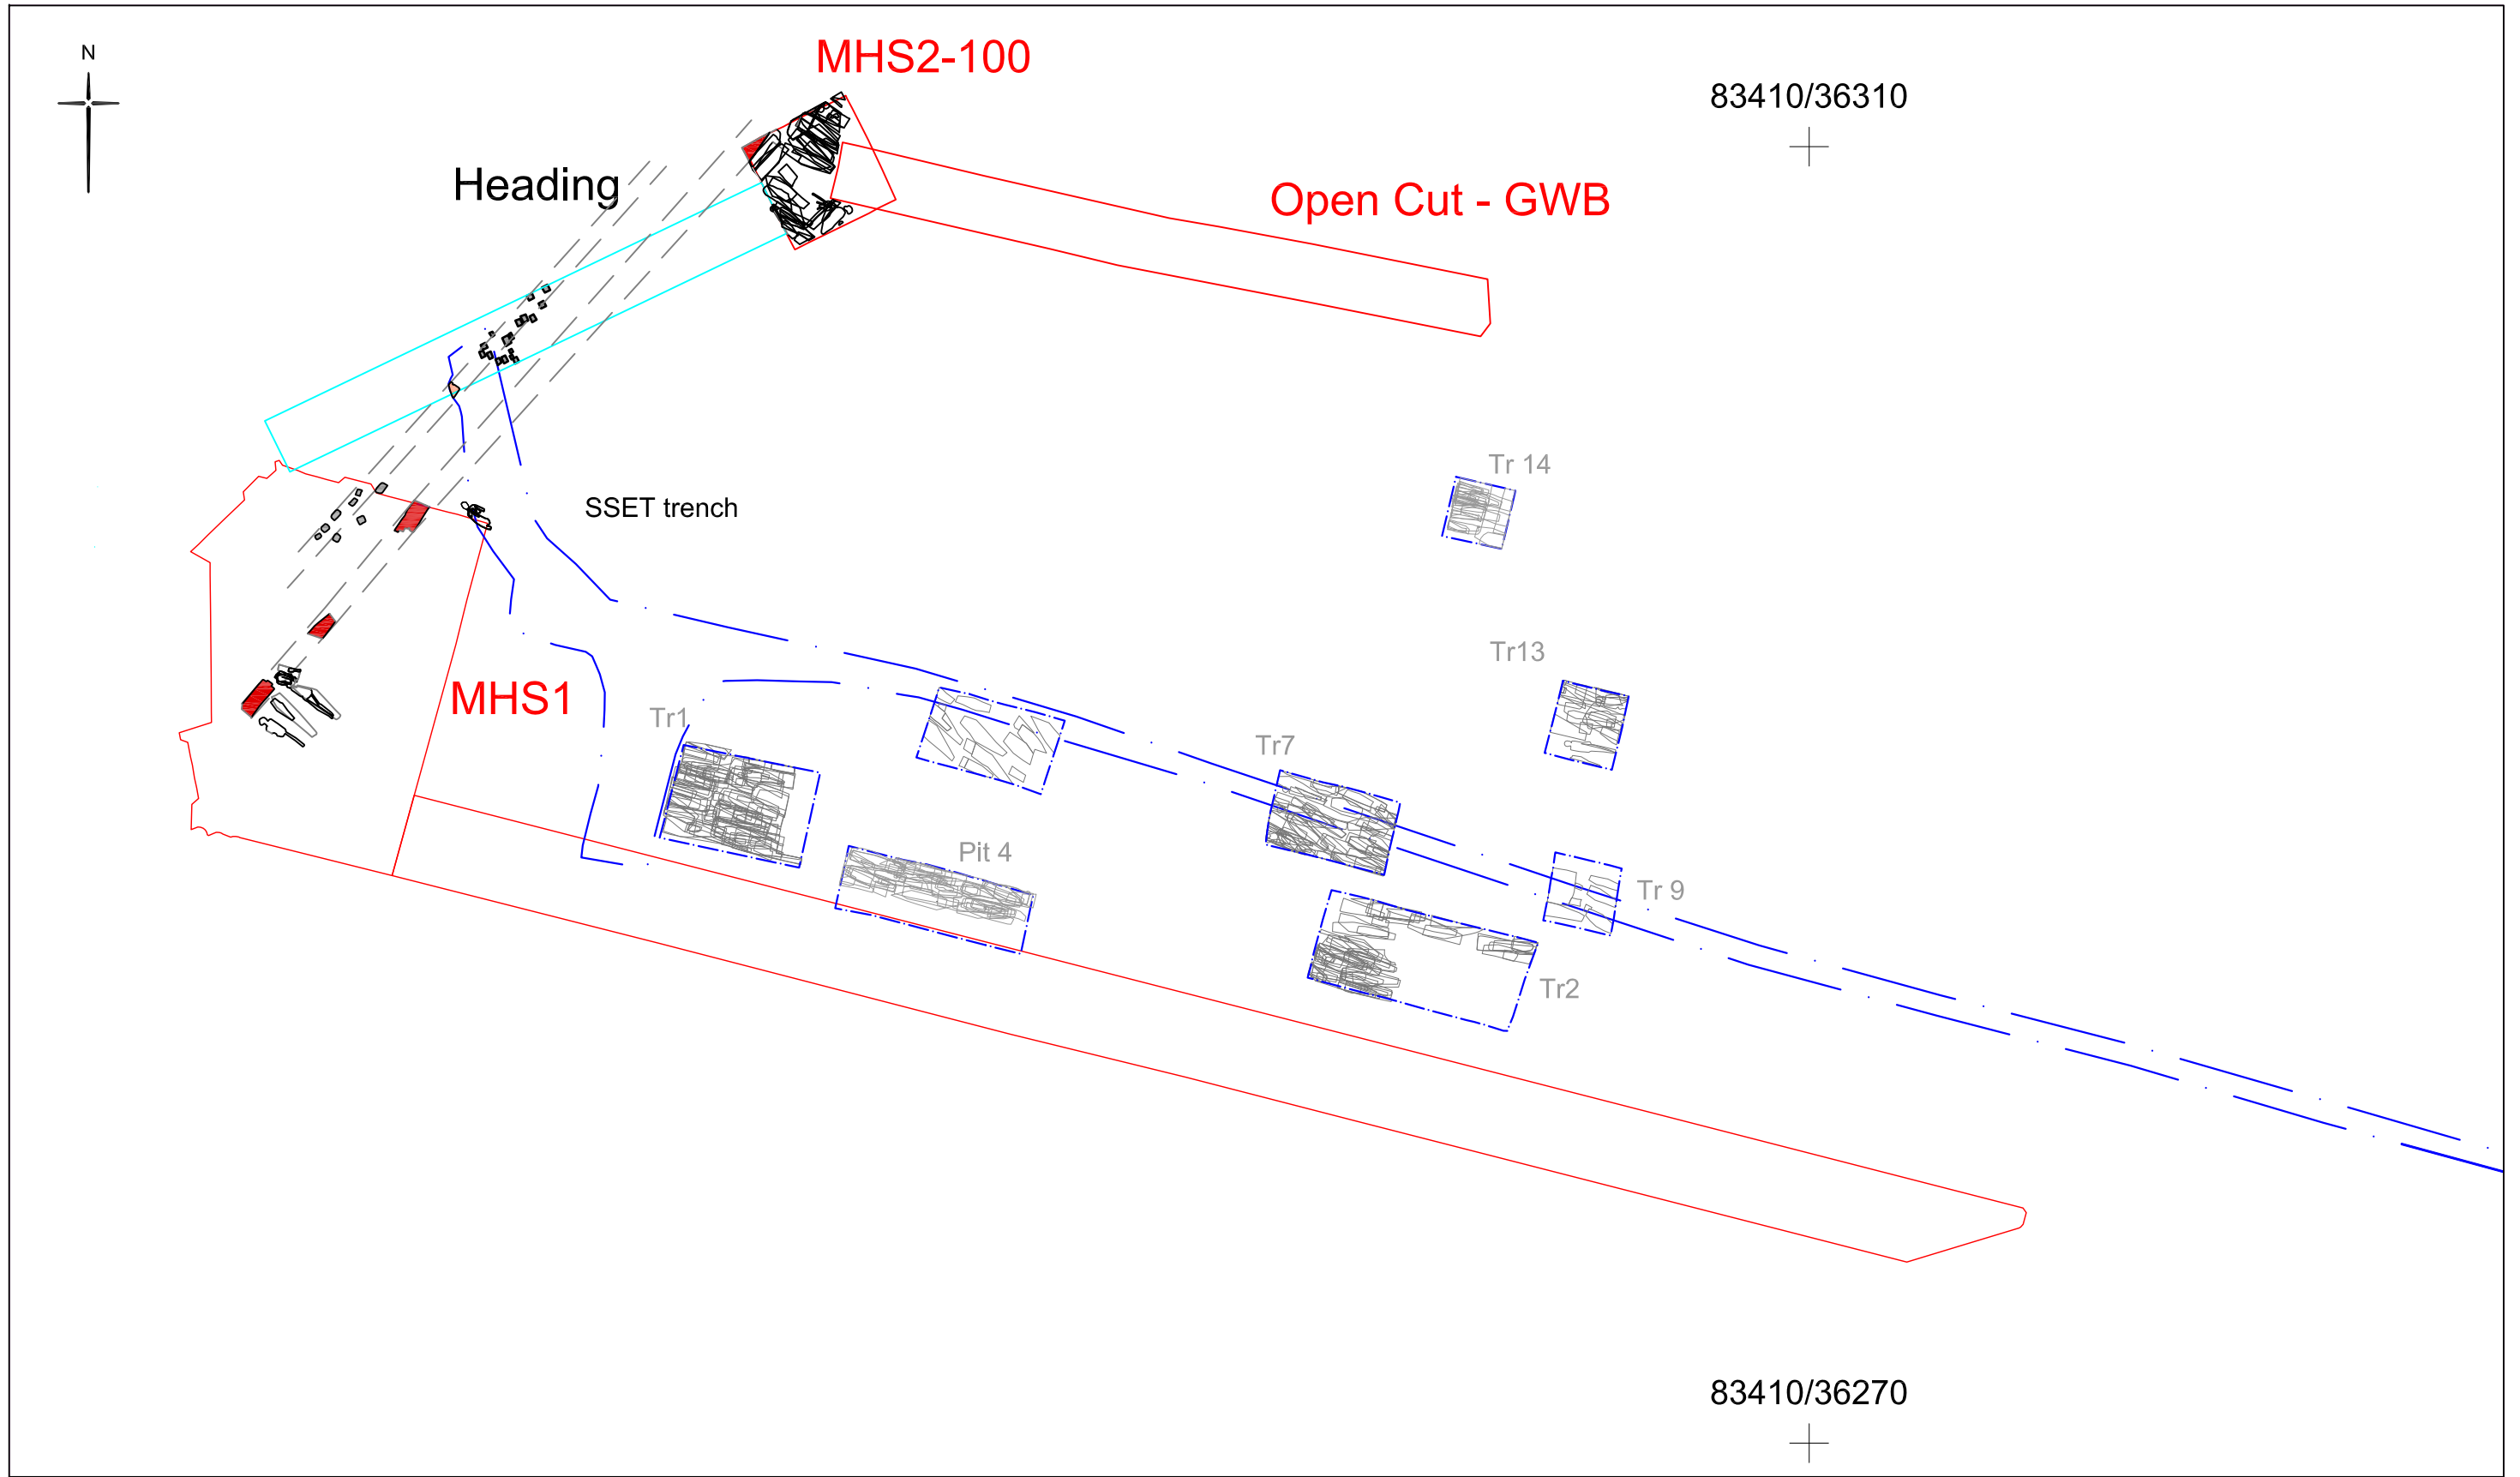 N
MHS2-100
83410/36310
Heading
Open Cut - GWB
Tr 14
SSET trench
Tr13
MHS1
Tr1
Tr7
Pit 4
Tr 9
Tr2
83410/36270